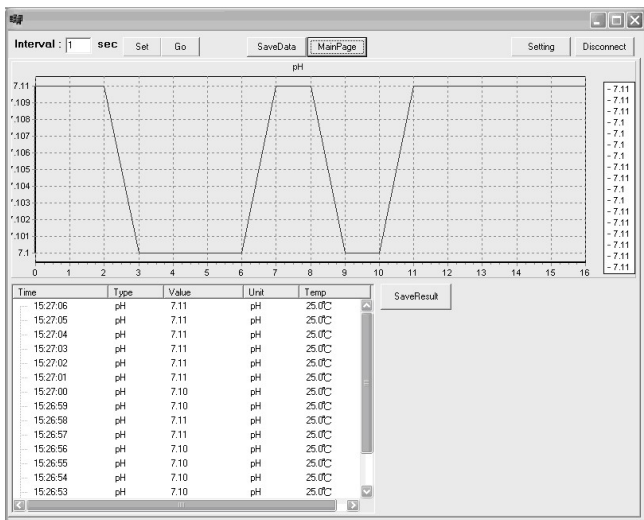 Interval : 1 sec Set Go SaveData MainPage Setting Disconnect
pH
7.11
7.109
7.108
7.107
7.106
7.105
7.104
7.103
7.102
7.101
7.1
0 1 2 3 4 5 6 7 8 9 10 11 12 13 14 15 16
7.11
7.11
7.11
7.1
7.1
7.1
7.1
7.11
7.11
7.1
7.1
7.11
7.11
7.11
7.11
7.11
7.11
Time Type Value Unit Temp
15:27:06 pH 7.11 pH 25.0℃
15:27:05 pH 7.11 pH 25.0℃
15:27:04 pH 7.11 pH 25.0℃
15:27:03 pH 7.11 pH 25.0℃
15:27:02 pH 7.11 pH 25.0℃
15:27:01 pH 7.11 pH 25.0℃
15:27:00 pH 7.10 pH 25.0℃
15:26:59 pH 7.10 pH 25.0℃
15:26:58 pH 7.11 pH 25.0℃
15:26:57 pH 7.11 pH 25.0℃
15:26:56 pH 7.10 pH 25.0℃
15:26:55 pH 7.10 pH 25.0℃
15:26:54 pH 7.10 pH 25.0℃
15:26:53 pH 7.10 pH 25.0℃
SaveResult